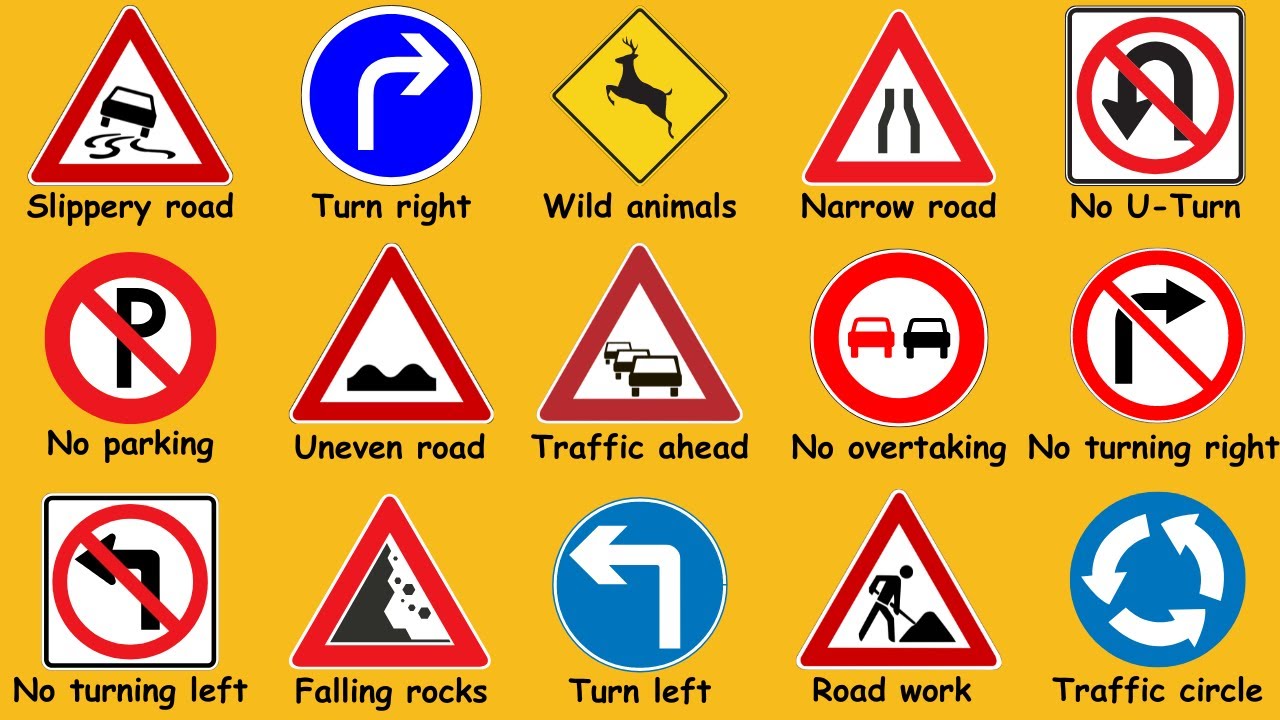 Slippery road
Turn right
Wild animals
Narrow road
No U-Turn
P
No parking
Uneven road
Traffic ahead
No overtaking
No turning right
No turning left
Falling rocks
Turn left
Road work
Traffic circle